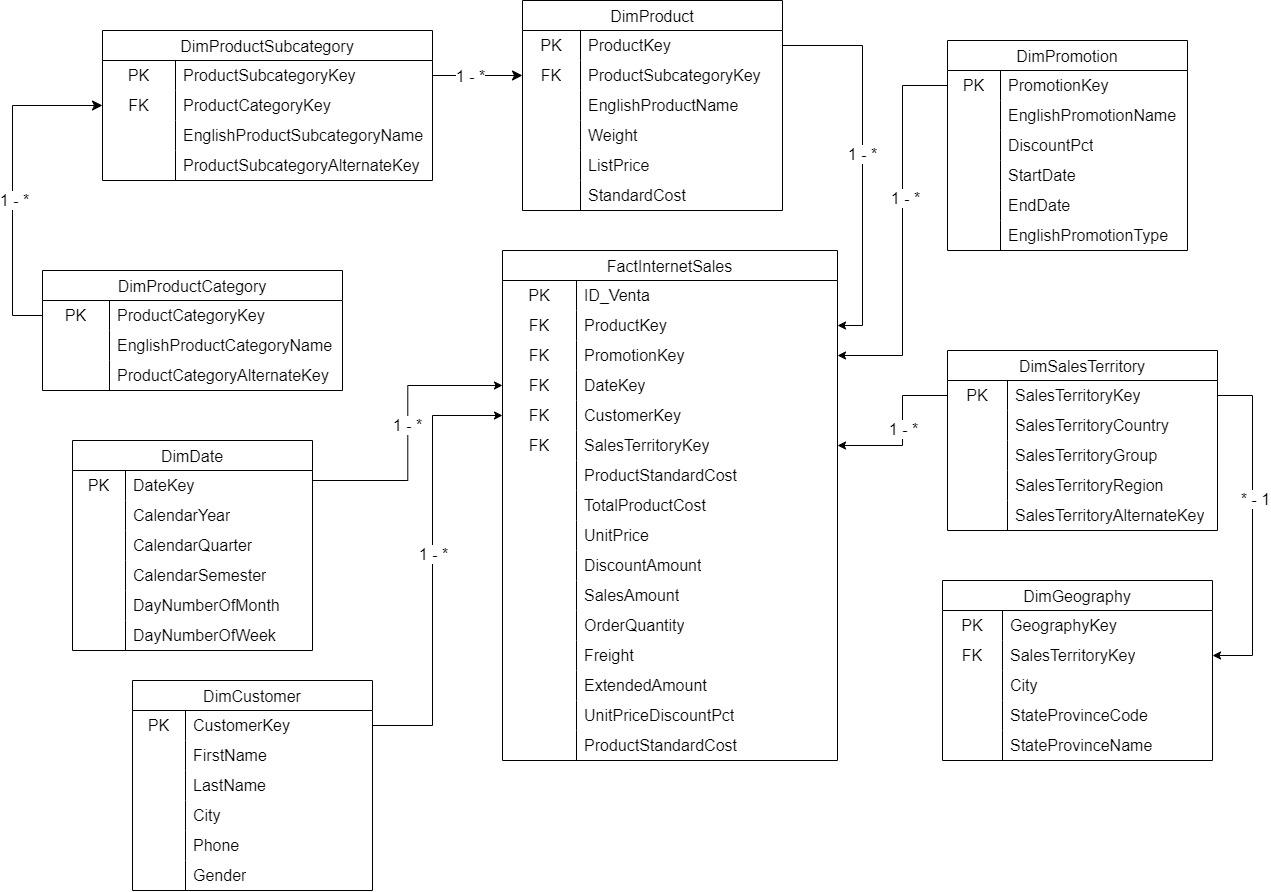 DimProductSubcategory
PK ProductSubcategoryKey
FK ProductCategoryKey
EnglishProductSubcategoryName
ProductSubcategoryAlternateKey
1 - *
DimProduct
PK ProductKey
FK ProductSubcategoryKey
EnglishProductName
Weight
ListPrice
StandardCost
1 - *
DimPromotion
PK PromotionKey
EnglishPromotionName
DiscountPct
StartDate
EndDate
EnglishPromotionType
1 - *
1 - *
DimProductCategory
PK ProductCategoryKey
EnglishProductCategoryName
ProductCategoryAlternateKey
FactInternetSales
PK ID_Venta
FK ProductKey
FK PromotionKey
FK DateKey
FK CustomerKey
FK SalesTerritoryKey
ProductStandardCost
TotalProductCost
UnitPrice
DiscountAmount
SalesAmount
OrderQuantity
Freight
ExtendedAmount
UnitPriceDiscountPct
ProductStandardCost
DimSalesTerritory
PK SalesTerritoryKey
SalesTerritoryCountry
SalesTerritoryGroup
SalesTerritoryRegion
SalesTerritoryAlternateKey
1 - *
* - 1
1 - *
DimDate
PK DateKey
CalendarYear
CalendarQuarter
CalendarSemester
DayNumberOfMonth
DayNumberOfWeek
1 - *
DimGeography
PK GeographyKey
FK SalesTerritoryKey
City
StateProvinceCode
StateProvinceName
DimCustomer
PK CustomerKey
FirstName
LastName
City
Phone
Gender